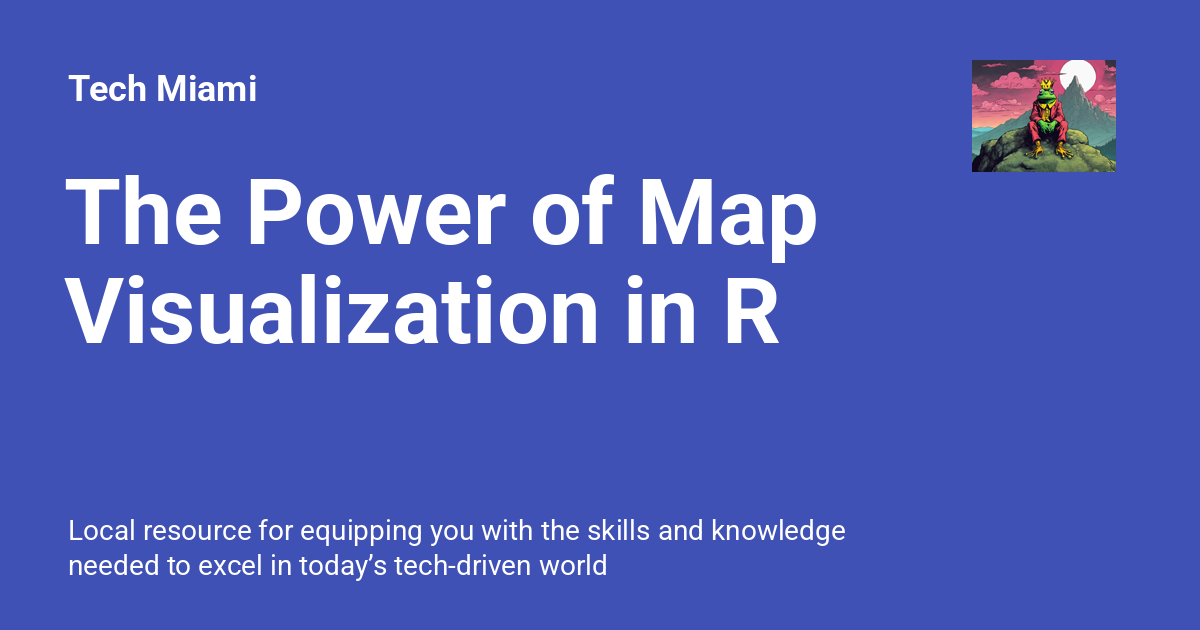 Tech Miami
The Power of Map
Visualization in R
Local resource for equipping you with the skills and knowledge
needed to excel in today’s tech-driven world